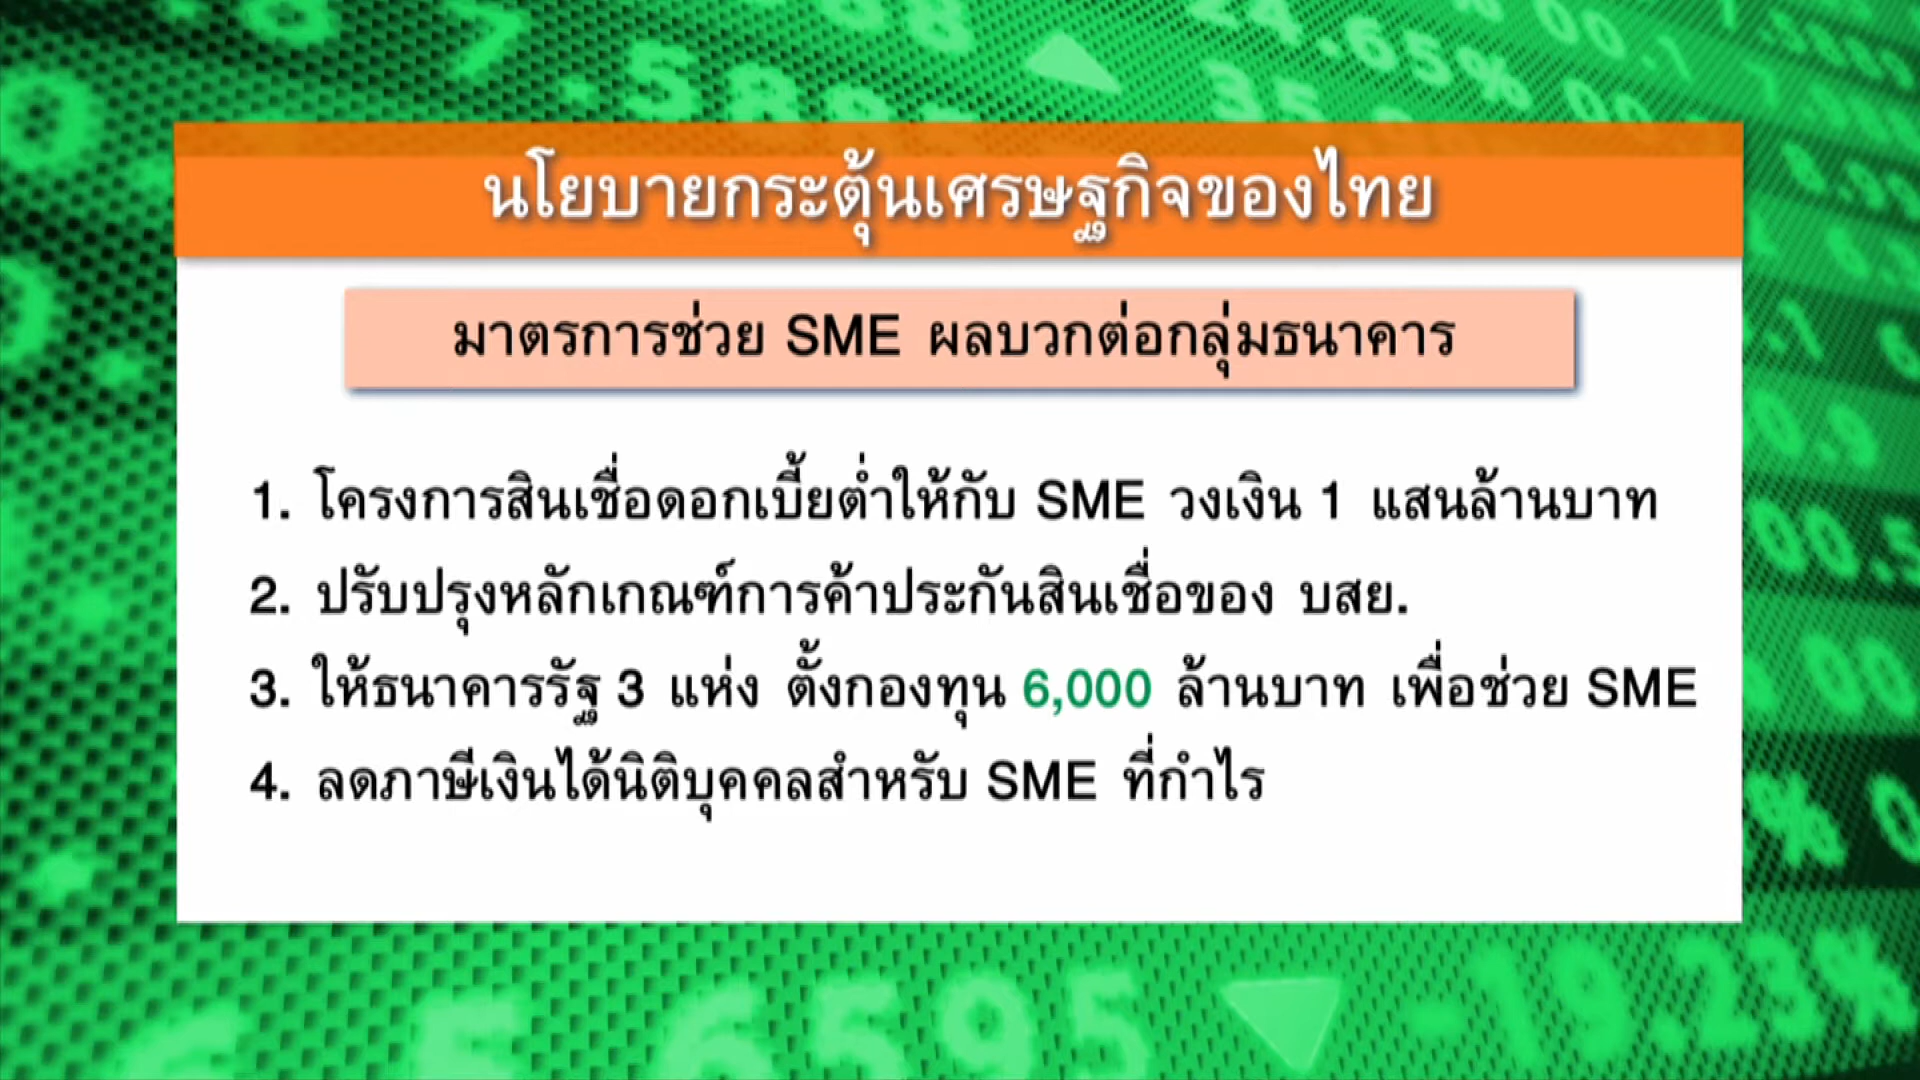 นโยบายกระตุ้นเศรษฐกิจของไทย
มาตรการช่วย SME ผลบวกต่อกลุ่มธนาคาร
1. โครงการสินเชื่อดอกเบี้ยต่ำให้กับ SME วงเงิน 1 แสนล้านบาท
2. ปรับปรุงหลักเกณฑ์การค้าประกันสินเชื่อของ บสย.
3. ให้ธนาคารรัฐ 3 แห่ง ตั้งกองทุน 6,000 ล้านบาท เพื่อช่วย SME
4. ลดภาษีเงินได้นิติบุคคลสำหรับ SME ที่กำไร
24.65%
6595
-19.23%